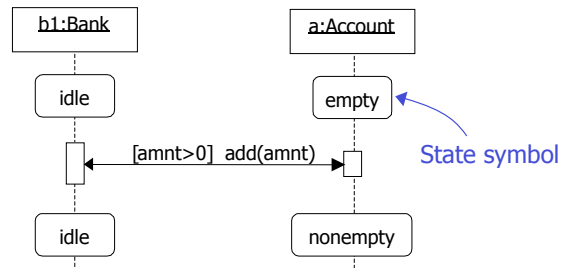 b1:Bank
a:Account
idle
empty
[amnt>0] add(amnt)
State symbol
idle
nonempty